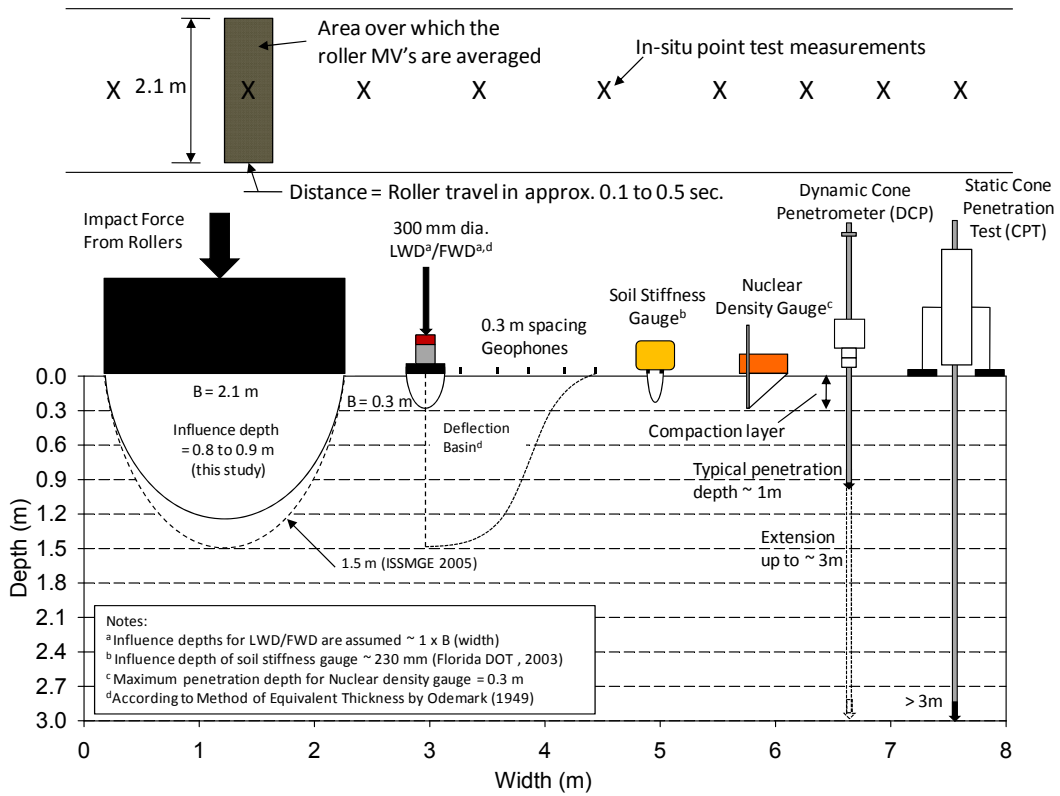 Area over which the
roller MV's are averaged
In-situ point test measurements
2.1 m
X X X X X X X X X
Distance = Roller travel in approx. 0.1 to 0.5 sec.
Impact Force
From Rollers
300 mm dia.
LWDᵃ/FWDᵃ,ᵈ
0.3 m spacing
Geophones
Soil Stiffness
Gaugeᵇ
Nuclear
Density Gaugeᶜ
Dynamic Cone
Penetrometer (DCP)
Static Cone
Penetration
Test (CPT)
B = 2.1 m
Influence depth
= 0.8 to 0.9 m
(this study)
B = 0.3 m
Deflection
Basinᵈ
Compaction layer
Typical penetration
depth ~ 1m
Extension
up to ~ 3m
1.5 m (ISSMGE 2005)
> 3m
Notes:
ᵃ Influence depths for LWD/FWD are assumed ~ 1 x B (width)
ᵇ Influence depth of soil stiffness gauge ~ 230 mm (Florida DOT , 2003)
ᶜ Maximum penetration depth for Nuclear density gauge = 0.3 m
ᵈAccording to Method of Equivalent Thickness by Odemark (1949)
Depth (m)
0.0
0.3
0.6
0.9
1.2
1.5
1.8
2.1
2.4
2.7
3.0
0 1 2 3 4 5 6 7 8
Width (m)